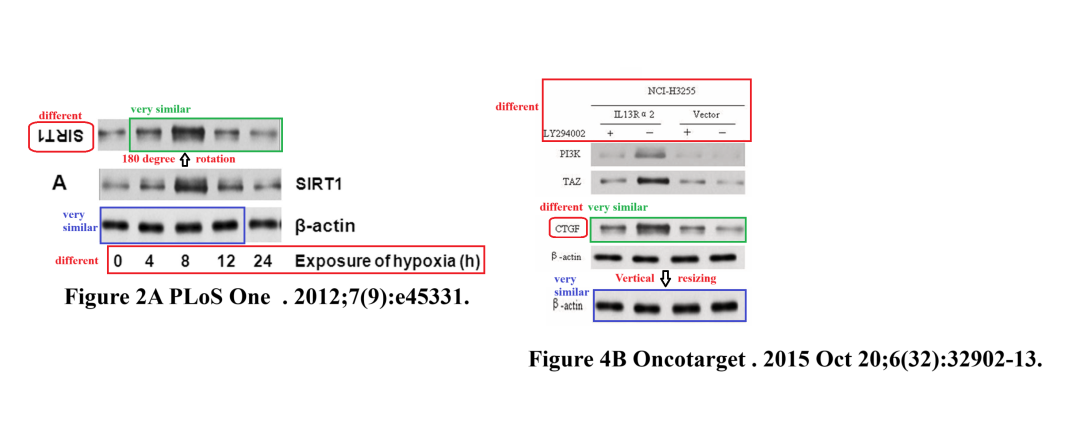 different
very similar
SIRT1
180 degree rotation
A
SIRT1
very
similar
β-actin
different
0 4 8 12 24 Exposure of hypoxia (h)
Figure 2A PLoS One . 2012;7(9):e45331.
different
NCI-H3255
IL13Rα2 Vector
LY294002 + − + −
PI3K
TAZ
different very similar
CTGF
β-actin
Vertical resizing
very
similar
β-actin
Figure 4B Oncotarget . 2015 Oct 20;6(32):32902-13.